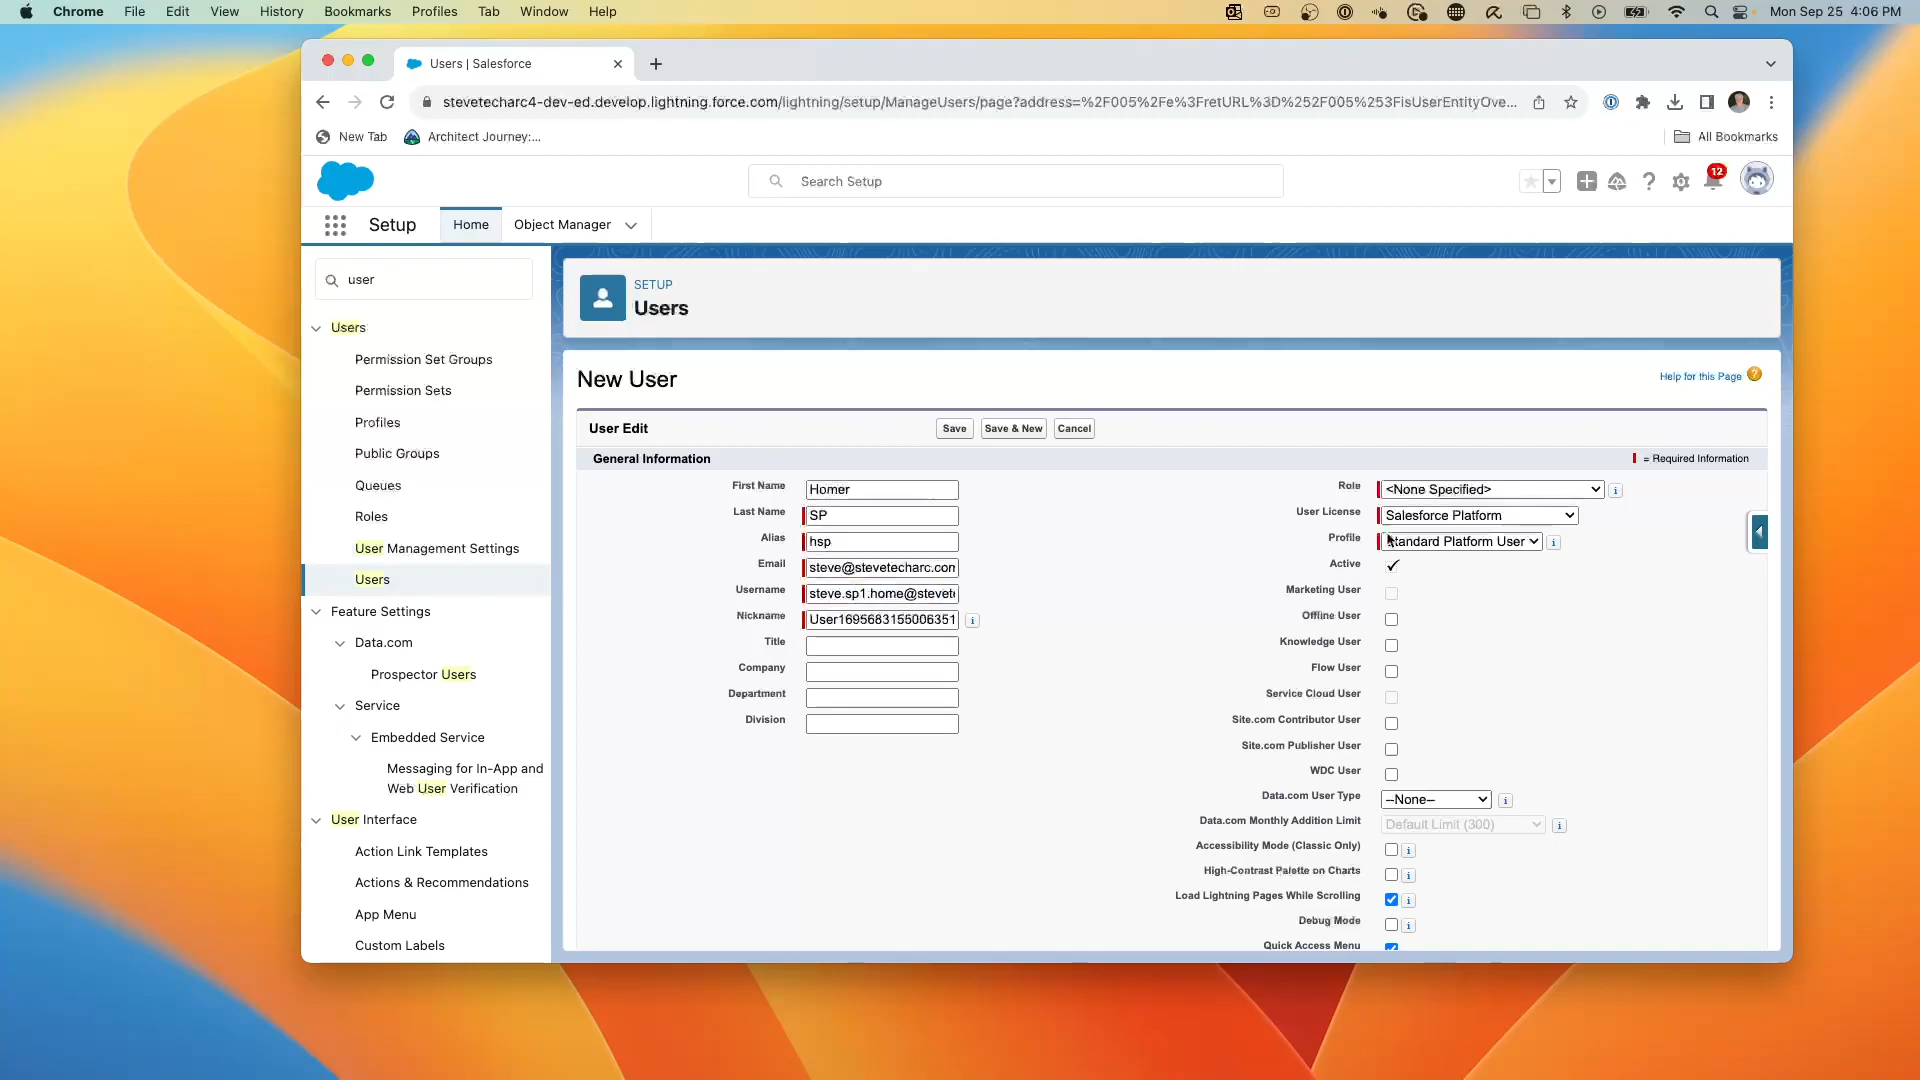 Chrome File Edit View History Bookmarks Profiles Tab Window Help
Mon Sep 25 4:06 PM
Users | Salesforce
stevetecharc4-dev-ed.develop.lightning.force.com/lightning/setup/ManageUsers/page?address=%2F005%2Fe%3FretURL%3D%252F005%253FisUserEntityOve...
New Tab
Architect Journey:...
All Bookmarks
Search Setup
12
Setup
Home
Object Manager
user
Users
Permission Set Groups
Permission Sets
Profiles
Public Groups
Queues
Roles
User Management Settings
Users
Feature Settings
Data.com
Prospector Users
Service
Embedded Service
Messaging for In-App and
Web User Verification
User Interface
Action Link Templates
Actions & Recommendations
App Menu
Custom Labels
SETUP
Users
New User
Help for this Page
User Edit
Save
Save & New
Cancel
General Information
= Required Information
First Name Homer
Last Name SP
Alias hsp
Email steve@stevetecharc.con
Username steve.sp1.home@stevet
Nickname User1695683155006351
Title
Company
Department
Division
Role <None Specified>
User License Salesforce Platform
Profile Standard Platform User
Active
Marketing User
Offline User
Knowledge User
Flow User
Service Cloud User
Site.com Contributor User
Site.com Publisher User
WDC User
Data.com User Type --None--
Data.com Monthly Addition Limit Default Limit (300)
Accessibility Mode (Classic Only)
High-Contrast Palette on Charts
Load Lightning Pages While Scrolling
Debug Mode
Quick Access Menu